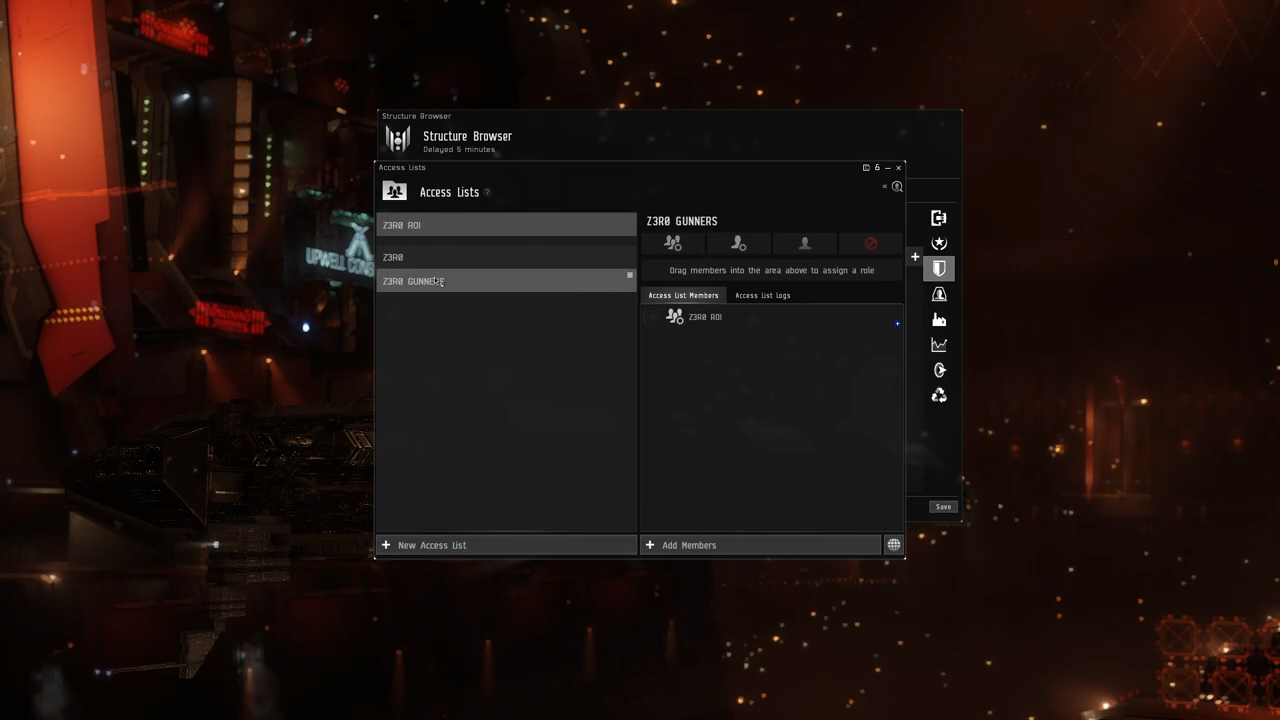 Structure Browser
Structure Browser
Delayed 5 minutes
Access Lists
Access Lists
Z3R0 ROI
Z3R0
Z3R0 GUNNERS
Z3R0 GUNNERS
Drag members into the area above to assign a role
Access List Members
Access List Logs
Z3R0 ROI
New Access List
Add Members
Save
UPWELL CONS